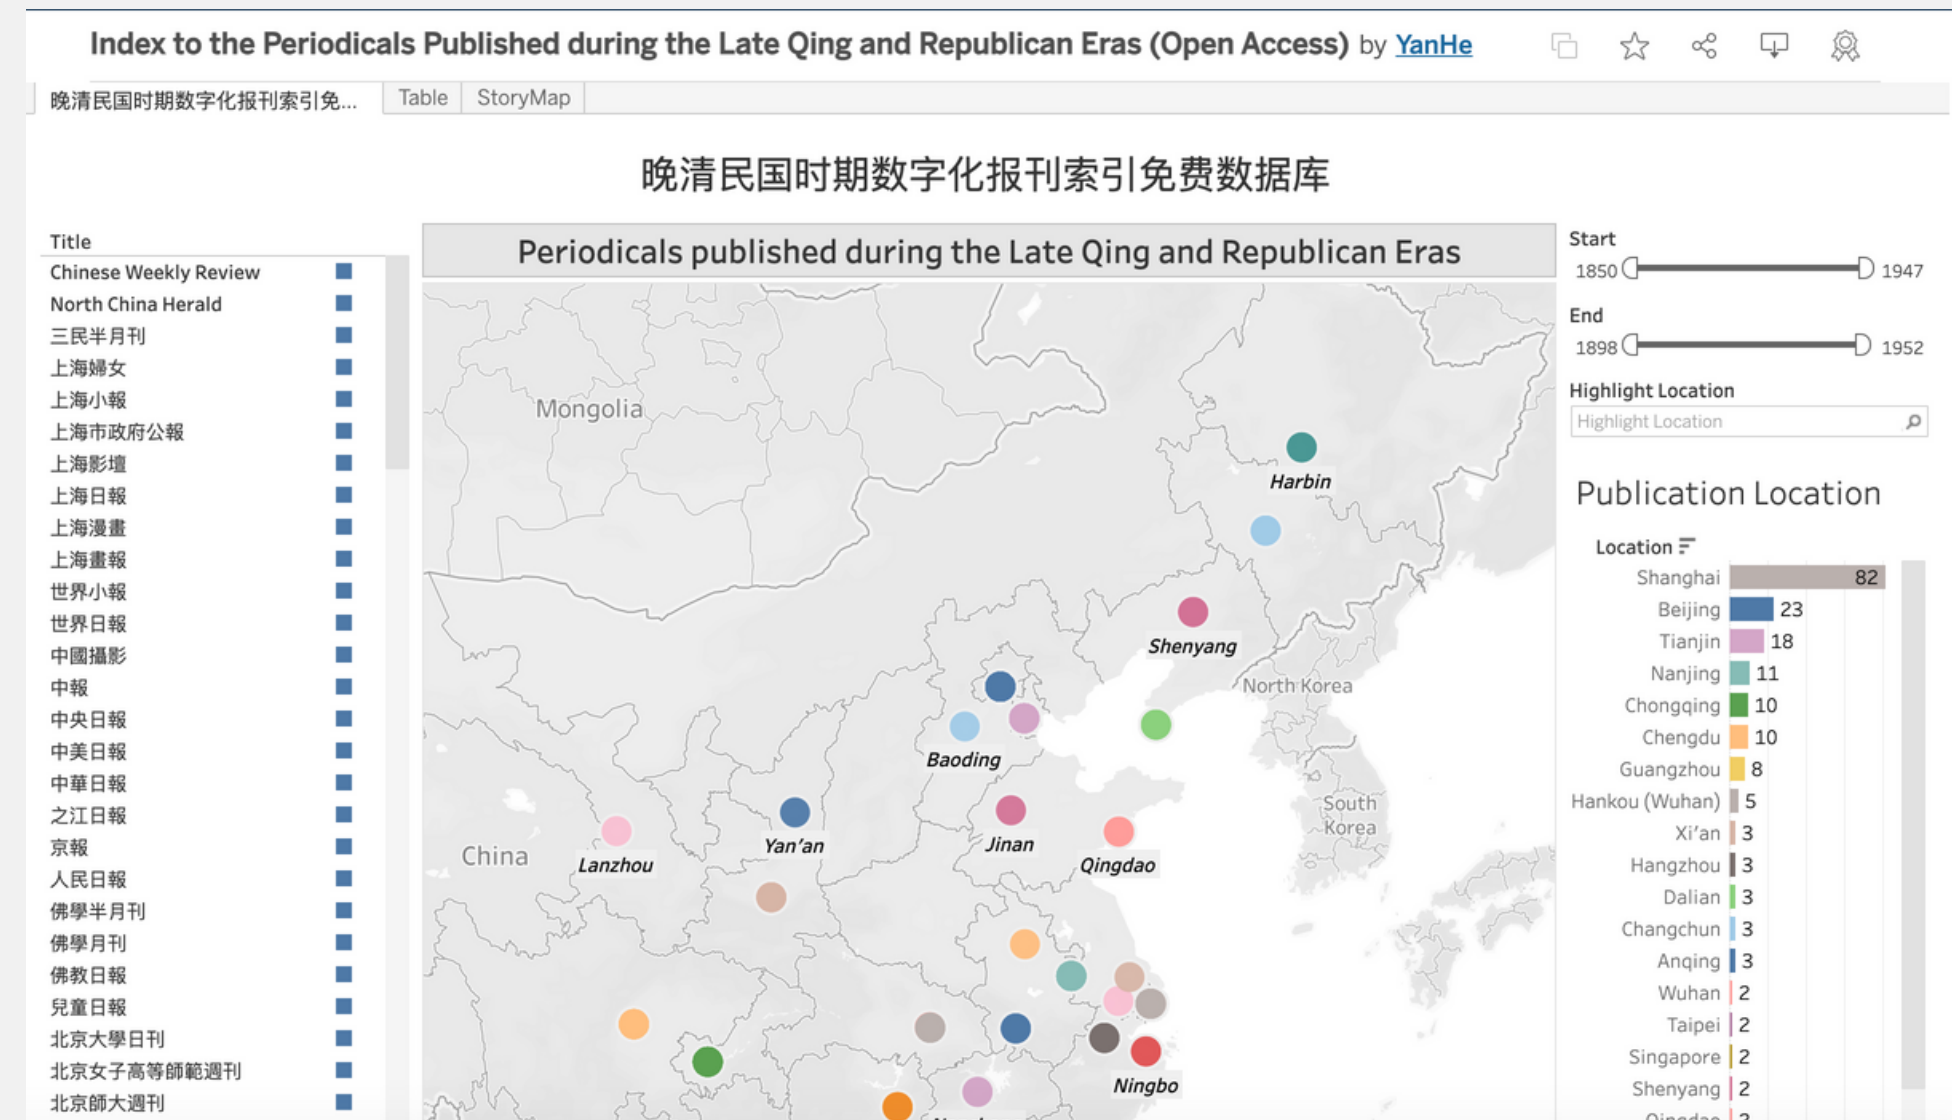 Index to the Periodicals Published during the Late Qing and Republican Eras (Open Access) by YanHe
晚清民国时期数字化报刊索引免... Table StoryMap
晚清民国时期数字化报刊索引免费数据库
Title
Chinese Weekly Review
North China Herald
三民半月刊
上海婦女
上海小報
上海市政府公報
上海影壇
上海日報
上海漫畫
上海畫報
世界小報
世界日報
中國攝影
中報
中央日報
中美日報
中華日報
之江日報
京報
人民日報
佛學半月刊
佛學月刊
佛教日報
兒童日報
北京大學日刊
北京女子高等師範週刊
北京師大週刊
Periodicals published during the Late Qing and Republican Eras
Mongolia
Harbin
Shenyang
North Korea
Baoding
South
Korea
Yan'an
Jinan
China
Lanzhou
Qingdao
Ningbo
Start
1850 1947
End
1898 1952
Highlight Location
Highlight Location
Publication Location
Location
Shanghai 82
Beijing 23
Tianjin 18
Nanjing 11
Chongqing 10
Chengdu 10
Guangzhou 8
Hankou (Wuhan) 5
Xi'an 3
Hangzhou 3
Dalian 3
Changchun 3
Anqing 3
Wuhan 2
Taipei 2
Singapore 2
Shenyang 2
Qingdao 2